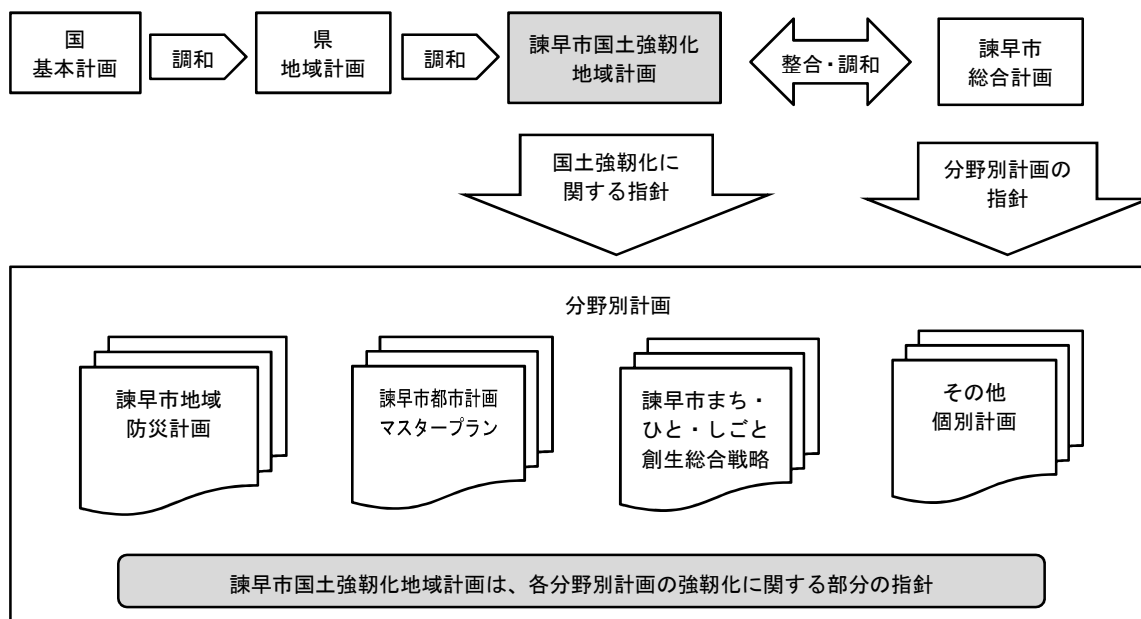 国
基本計画
調和
県
地域計画
調和
諫早市国土強靱化
地域計画
整合・調和
諫早市
総合計画
国土強靱化に
関する指針
分野別計画の
指針
分野別計画
諫早市地域
防災計画
諫早市都市計画
マスタープラン
諫早市まち・
ひと・しごと
創生総合戦略
その他
個別計画
諫早市国土強靱化地域計画は、各分野別計画の強靱化に関する部分の指針